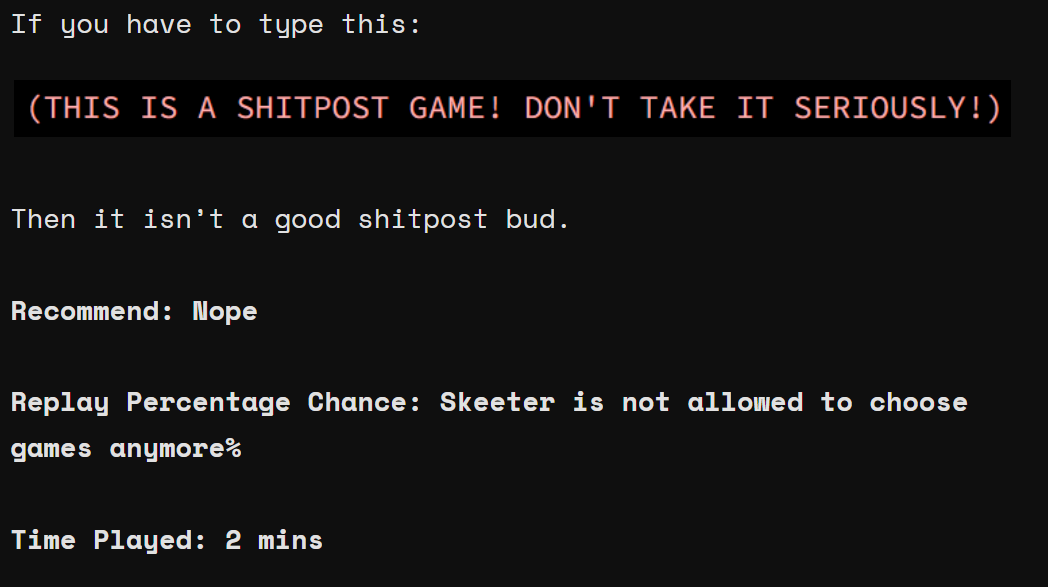 If you have to type this:
(THIS IS A SHITPOST GAME! DON'T TAKE IT SERIOUSLY!)
Then it isn’t a good shitpost bud.
Recommend: Nope
Replay Percentage Chance: Skeeter is not allowed to choose
games anymore%
Time Played: 2 mins